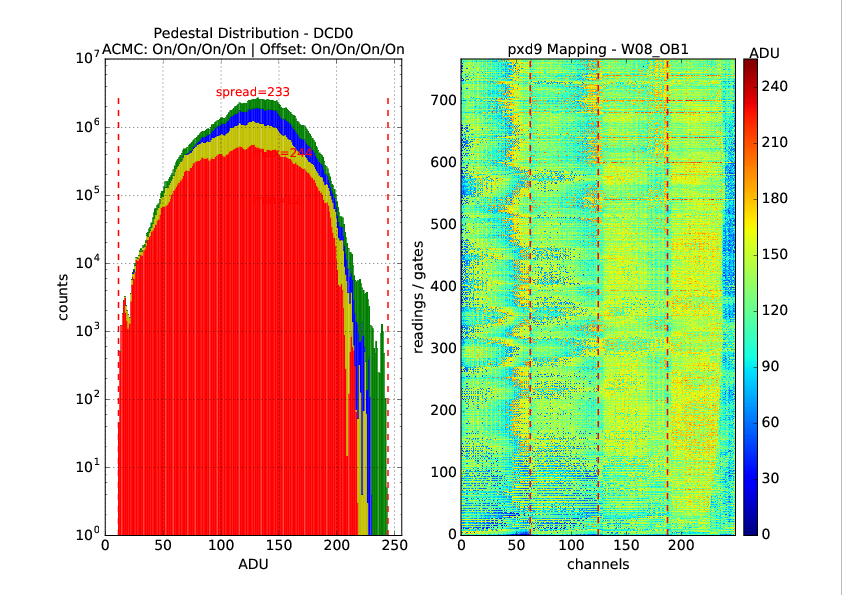 Pedestal Distribution - DCD0
ACMC: On/On/On/On | Offset: On/On/On/On
spread=233
counts
10^7
10^6
10^5
10^4
10^3
10^2
10^1
10^0
0 50 100 150 200 250
ADU
pxd9 Mapping - W08_OB1
readings / gates
700
600
500
400
300
200
100
0
0 50 100 150 200
channels
ADU
240
210
180
150
120
90
60
30
0